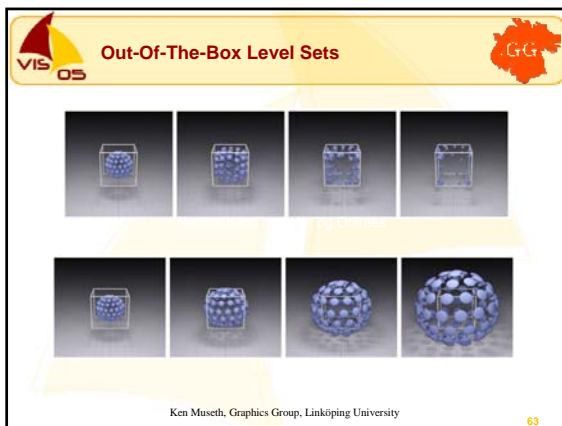 Out-Of-The-Box Level Sets
GG
VIS 05
Ken Museth, Graphics Group, Linköping University
63